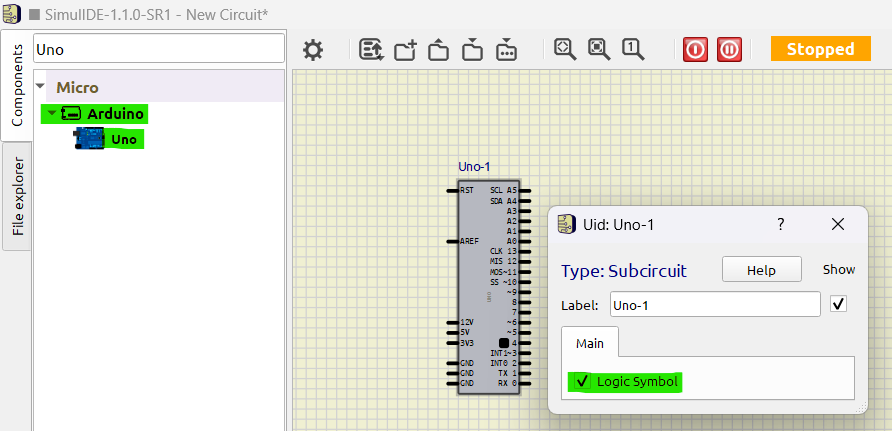 SimulIDE-1.1.0-SR1 - New Circuit*
Components
File explorer
Uno
Micro
Arduino
Uno
1
Stopped
Uno-1
RST
AREF
12V
5V
3V3
GND
GND
GND
UNO
SCL A5
SDA A4
A3
A2
A1
A0
CLK 13
MIS 12
MOS~11
SS ~10
~9
8
7
~6
~5
4
INT1~3
INT0 2
TX 1
RX 0
Uid: Uno-1
?
Type: Subcircuit
Help
Show
Label:
Uno-1
Main
Logic Symbol